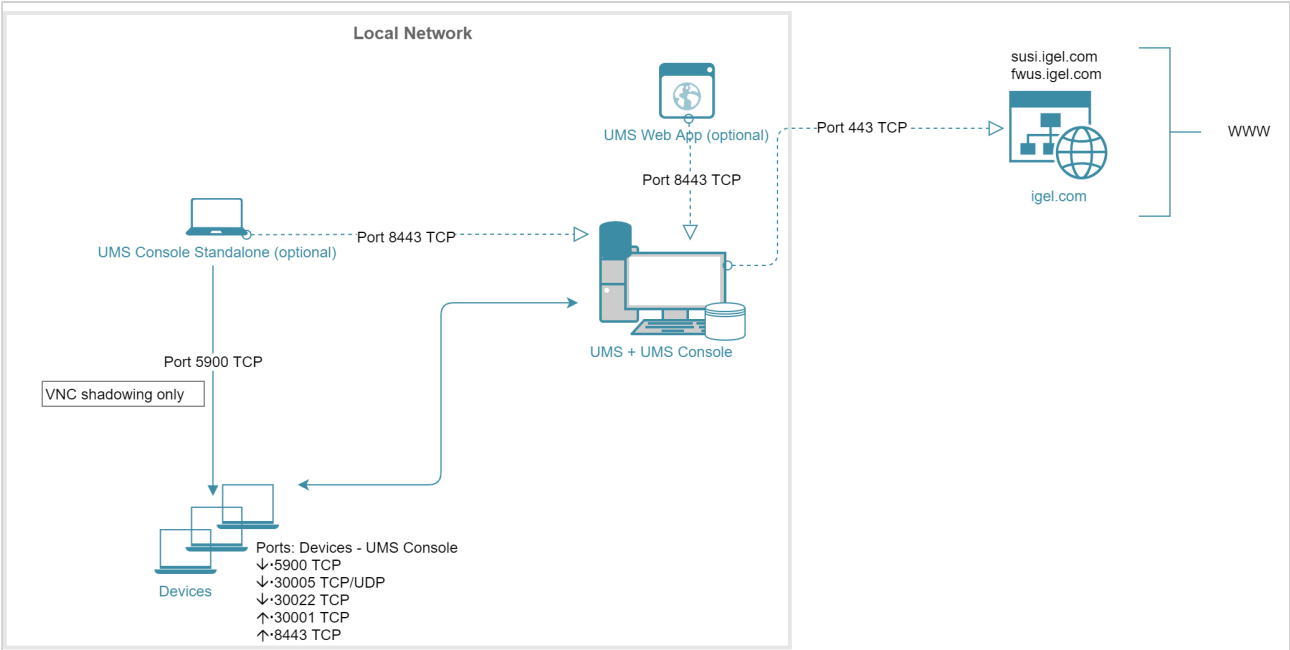 Local Network
susi.igel.com
fwus.igel.com
UMS Web App (optional)
Port 443 TCP
WWW
Port 8443 TCP
igel.com
Port 8443 TCP
UMS Console Standalone (optional)
UMS + UMS Console
Port 5900 TCP
VNC shadowing only
Ports: Devices - UMS Console
↓·5900 TCP
↓·30005 TCP/UDP
↓·30022 TCP
↑·30001 TCP
↑·8443 TCP
Devices